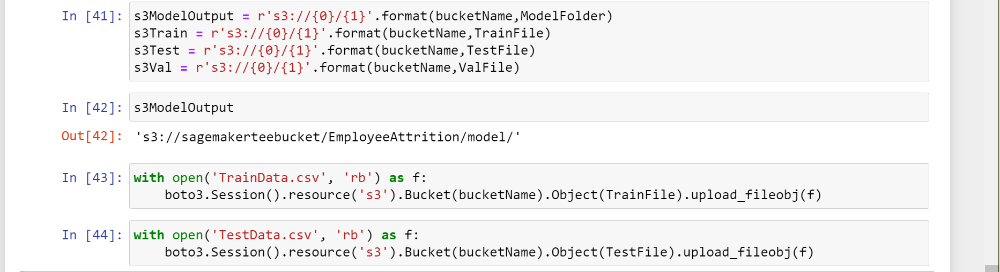 In [41]: s3ModelOutput = r's3://{0}/{1}'.format(bucketName,ModelFolder)
s3Train = r's3://{0}/{1}'.format(bucketName,TrainFile)
s3Test = r's3://{0}/{1}'.format(bucketName,TestFile)
s3Val = r's3://{0}/{1}'.format(bucketName,ValFile)
In [42]: s3ModelOutput
Out[42]: 's3://sagemakerteebucket/EmployeeAttrition/model/'
In [43]: with open('TrainData.csv', 'rb') as f:
    boto3.Session().resource('s3').Bucket(bucketName).Object(TrainFile).upload_fileobj(f)
In [44]: with open('TestData.csv', 'rb') as f:
    boto3.Session().resource('s3').Bucket(bucketName).Object(TestFile).upload_fileobj(f)